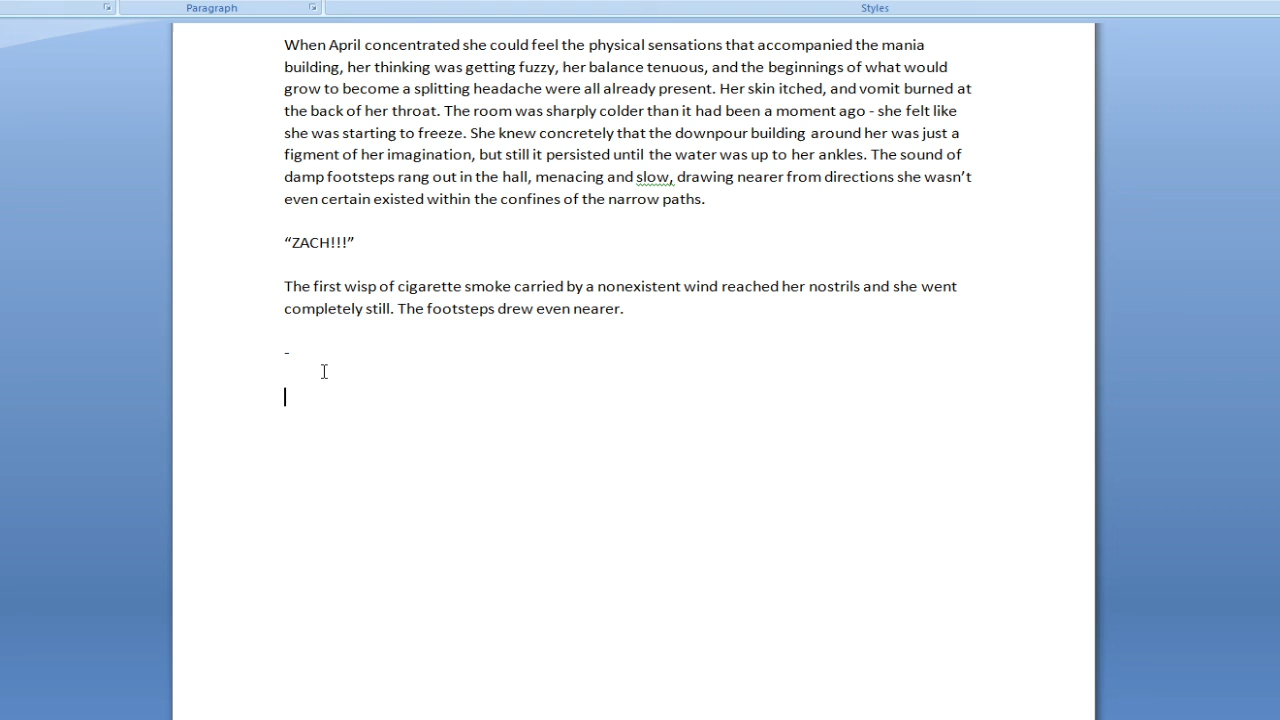 Paragraph
Styles
When April concentrated she could feel the physical sensations that accompanied the mania
building, her thinking was getting fuzzy, her balance tenuous, and the beginnings of what would
grow to become a splitting headache were all already present. Her skin itched, and vomit burned at
the back of her throat. The room was sharply colder than it had been a moment ago - she felt like
she was starting to freeze. She knew concretely that the downpour building around her was just a
figment of her imagination, but still it persisted until the water was up to her ankles. The sound of
damp footsteps rang out in the hall, menacing and slow, drawing nearer from directions she wasn’t
even certain existed within the confines of the narrow paths.
“ZACH!!!”
The first wisp of cigarette smoke carried by a nonexistent wind reached her nostrils and she went
completely still. The footsteps drew even nearer.
-